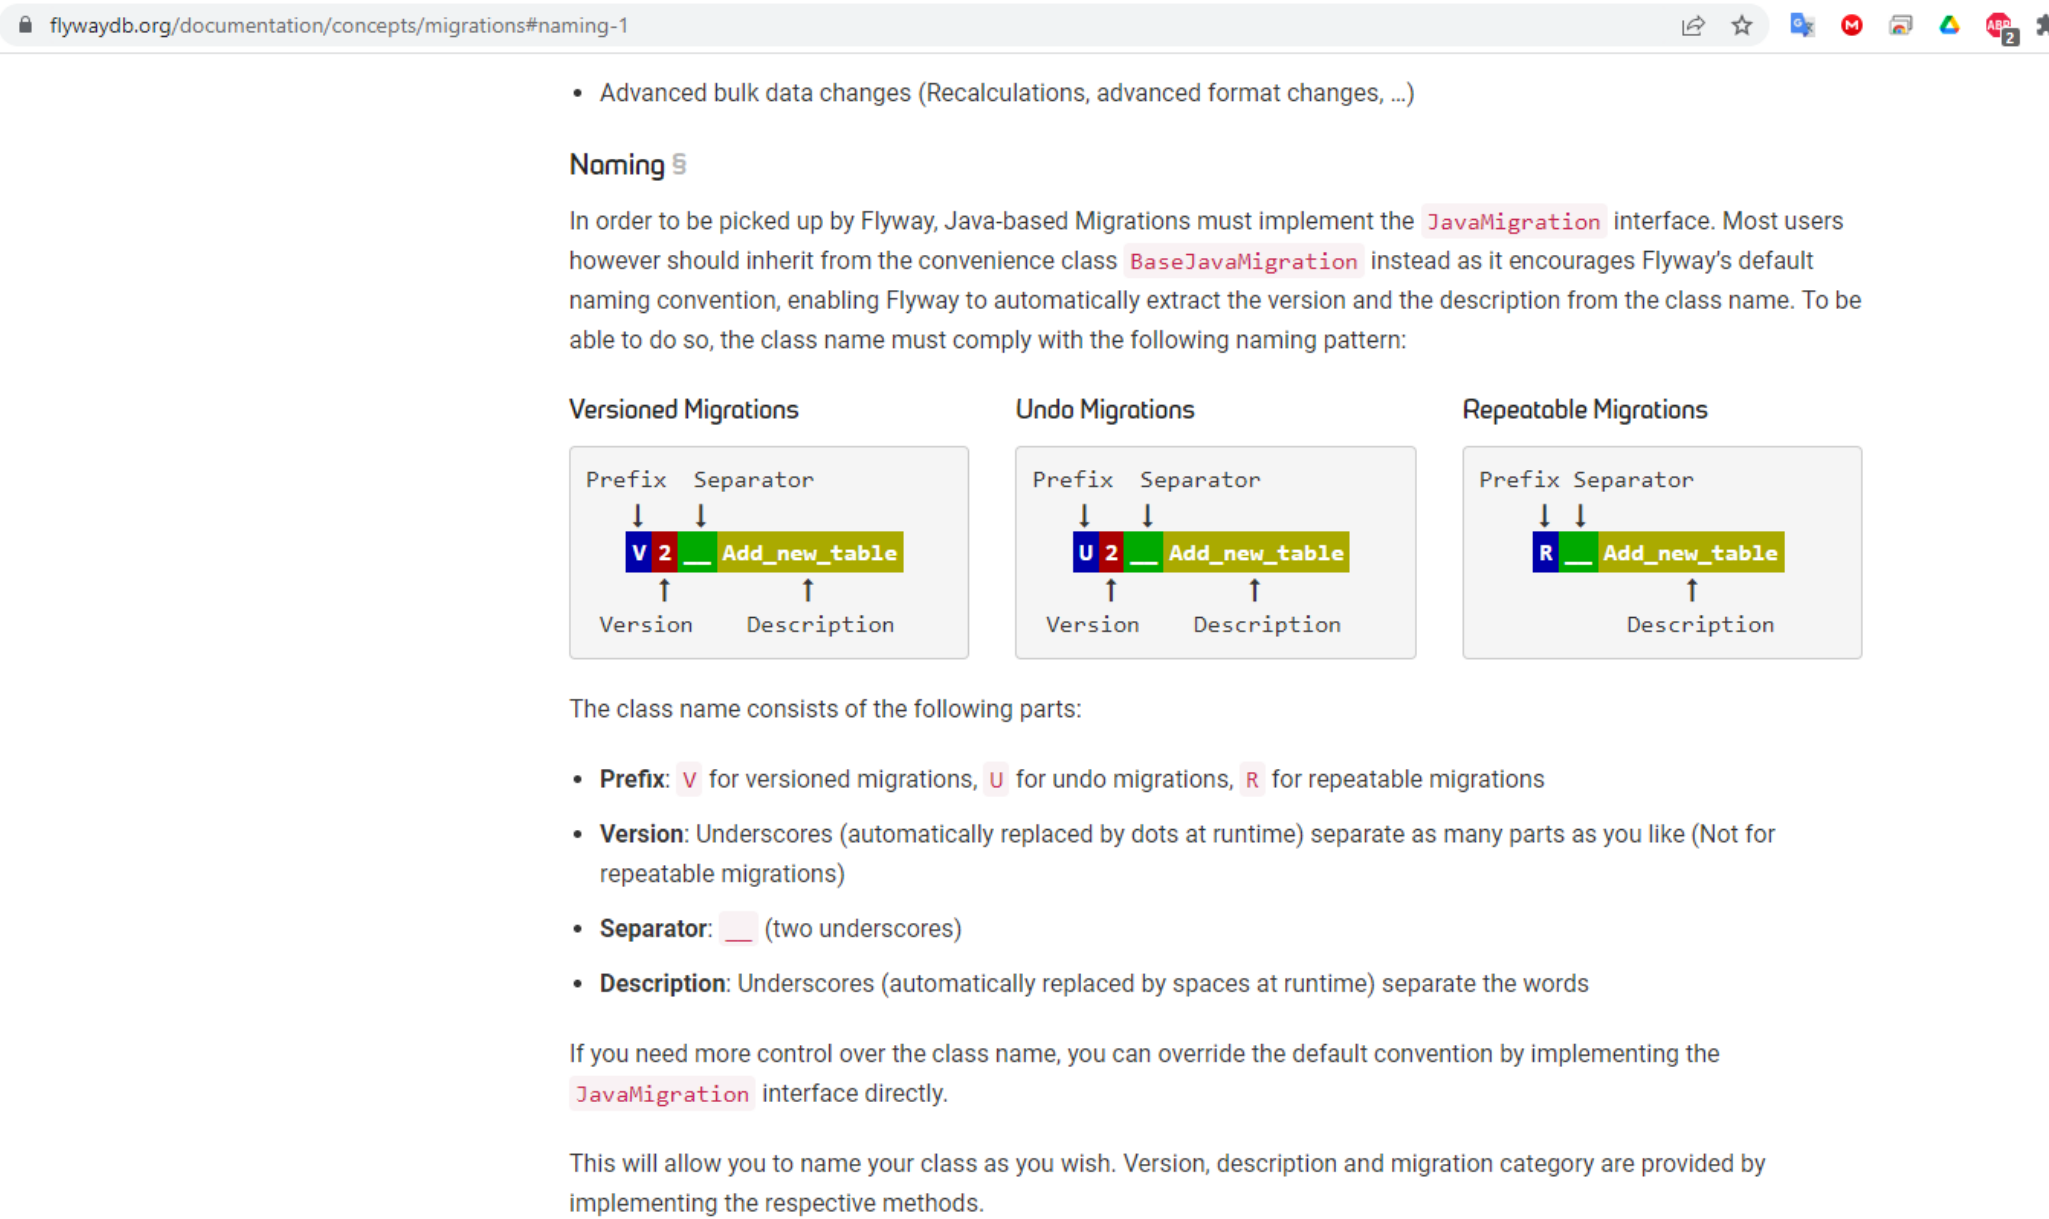 flywaydb.org/documentation/concepts/migrations#naming-1
ABP
2
• Advanced bulk data changes (Recalculations, advanced format changes, …)
Naming §
In order to be picked up by Flyway, Java-based Migrations must implement the JavaMigration interface. Most users
however should inherit from the convenience class BaseJavaMigration instead as it encourages Flyway's default
naming convention, enabling Flyway to automatically extract the version and the description from the class name. To be
able to do so, the class name must comply with the following naming pattern:
Versioned Migrations
Prefix Separator
V 2 __ Add_new_table
Version Description
Undo Migrations
Prefix Separator
U 2 __ Add_new_table
Version Description
Repeatable Migrations
Prefix Separator
R __ Add_new_table
Description
The class name consists of the following parts:
• Prefix: V for versioned migrations, U for undo migrations, R for repeatable migrations
• Version: Underscores (automatically replaced by dots at runtime) separate as many parts as you like (Not for
repeatable migrations)
• Separator: __ (two underscores)
• Description: Underscores (automatically replaced by spaces at runtime) separate the words
If you need more control over the class name, you can override the default convention by implementing the
JavaMigration interface directly.
This will allow you to name your class as you wish. Version, description and migration category are provided by
implementing the respective methods.